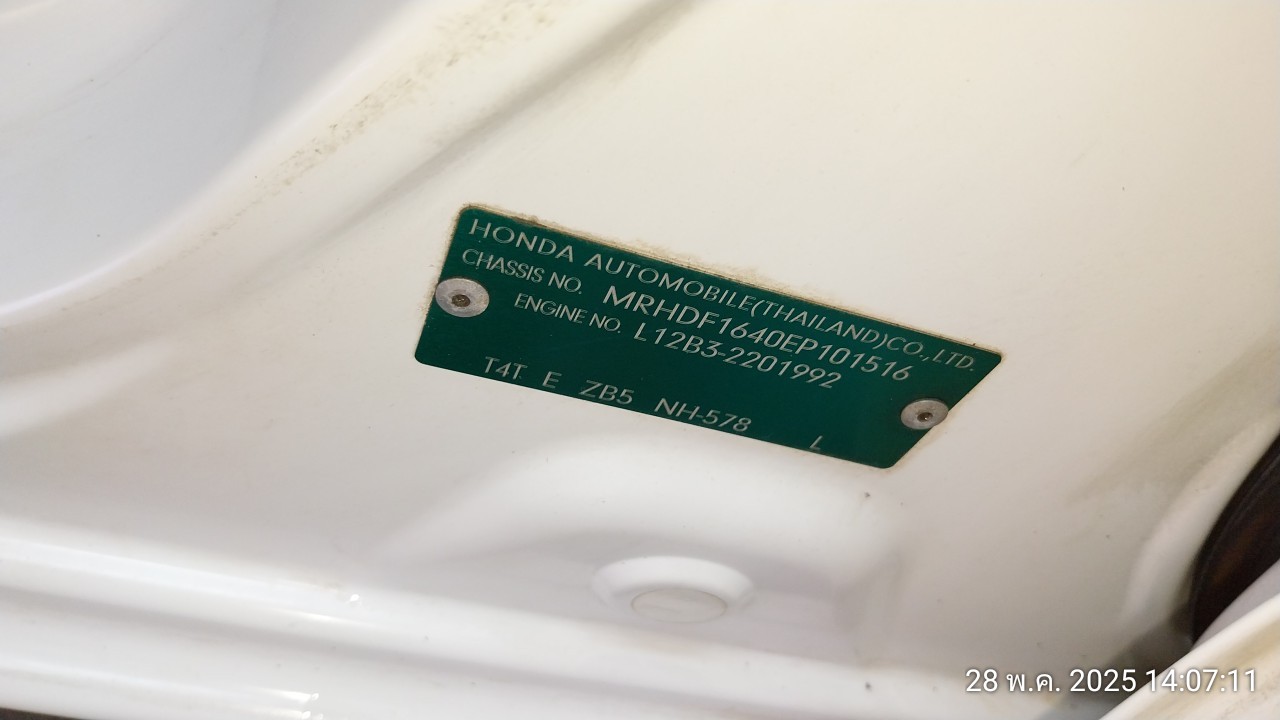 HONDA AUTOMOBILE(THAILAND)CO.,LTD.
CHASSIS NO. MRHDF1640EP101516
ENGINE NO. L12B3-2201992
T4T E ZB5 NH-578 L
28 พ.ค. 2025 14:07:11